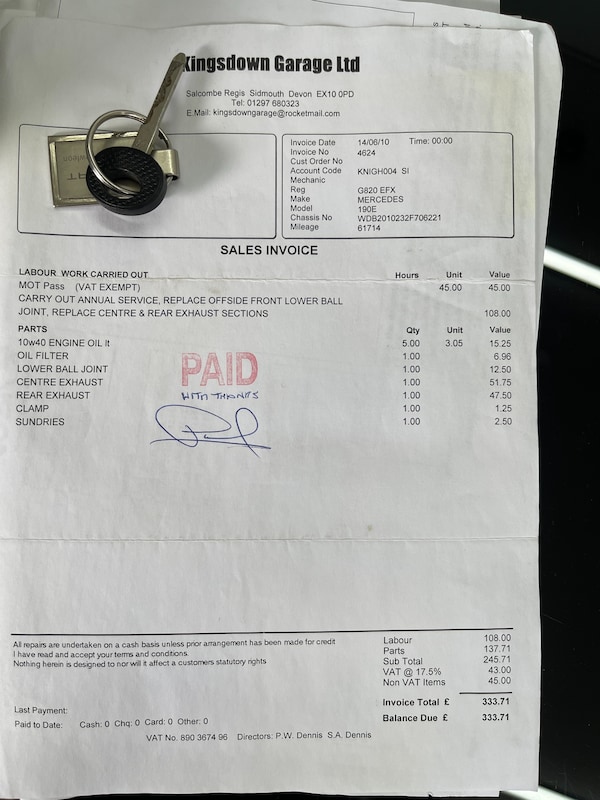 Kingsdown Garage Ltd
Salcombe Regis Sidmouth Devon EX10 0PD
Tel: 01297 680323
E.Mail: kingsdowngarage@rocketmail.com
Invoice Date 14/06/10 Time: 00:00
Invoice No 4624
Cust Order No
Account Code KNIGH004 SI
Mechanic
Reg G820 EFX
Make MERCEDES
Model 190E
Chassis No WDB2010232F706221
Mileage 61714
SALES INVOICE
LABOUR WORK CARRIED OUT Hours Unit Value
MOT Pass (VAT EXEMPT) 45.00 45.00
CARRY OUT ANNUAL SERVICE, REPLACE OFFSIDE FRONT LOWER BALL
JOINT, REPLACE CENTRE & REAR EXHAUST SECTIONS 108.00
PARTS Qty Unit Value
10w40 ENGINE OIL lt 5.00 3.05 15.25
OIL FILTER 1.00 6.96
LOWER BALL JOINT 1.00 12.50
CENTRE EXHAUST 1.00 51.75
REAR EXHAUST 1.00 47.50
CLAMP 1.00 1.25
SUNDRIES 1.00 2.50
PAID
WITH THANKS
All repairs are undertaken on a cash basis unless prior arrangement has been made for credit
I have read and accept your terms and conditions.
Nothing herein is designed to nor will it affect a customers statutory rights
Labour 108.00
Parts 137.71
Sub Total 245.71
VAT @ 17.5% 43.00
Non VAT Items 45.00
Invoice Total £ 333.71
Balance Due £ 333.71
Last Payment:
Paid to Date: Cash: 0 Chq: 0 Card: 0 Other: 0
VAT No. 890 3674 96 Directors: P.W. Dennis S.A. Dennis